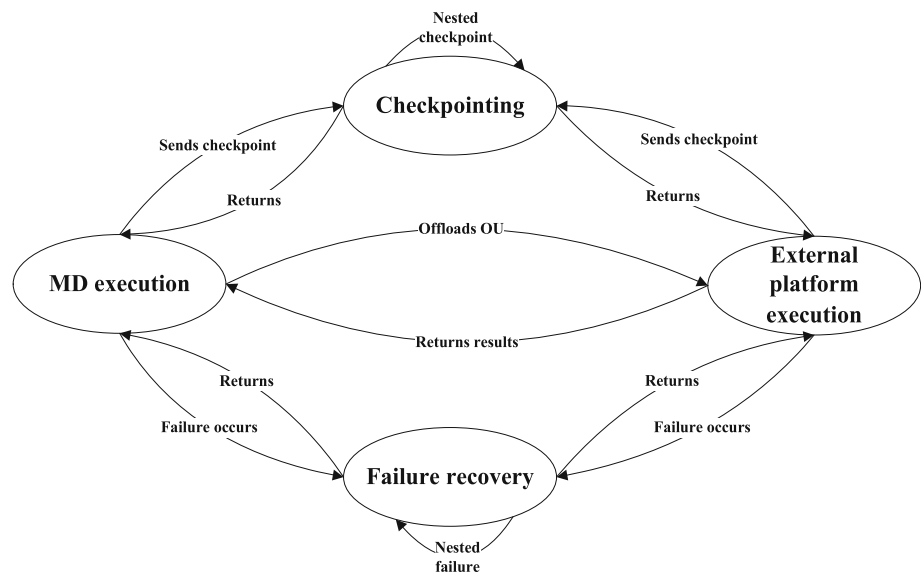 Nested
checkpoint
Checkpointing
Sends checkpoint
Sends checkpoint
Returns
Returns
Offloads OU
MD execution
External
platform
execution
Returns results
Returns
Returns
Failure occurs
Failure occurs
Failure recovery
Nested
failure